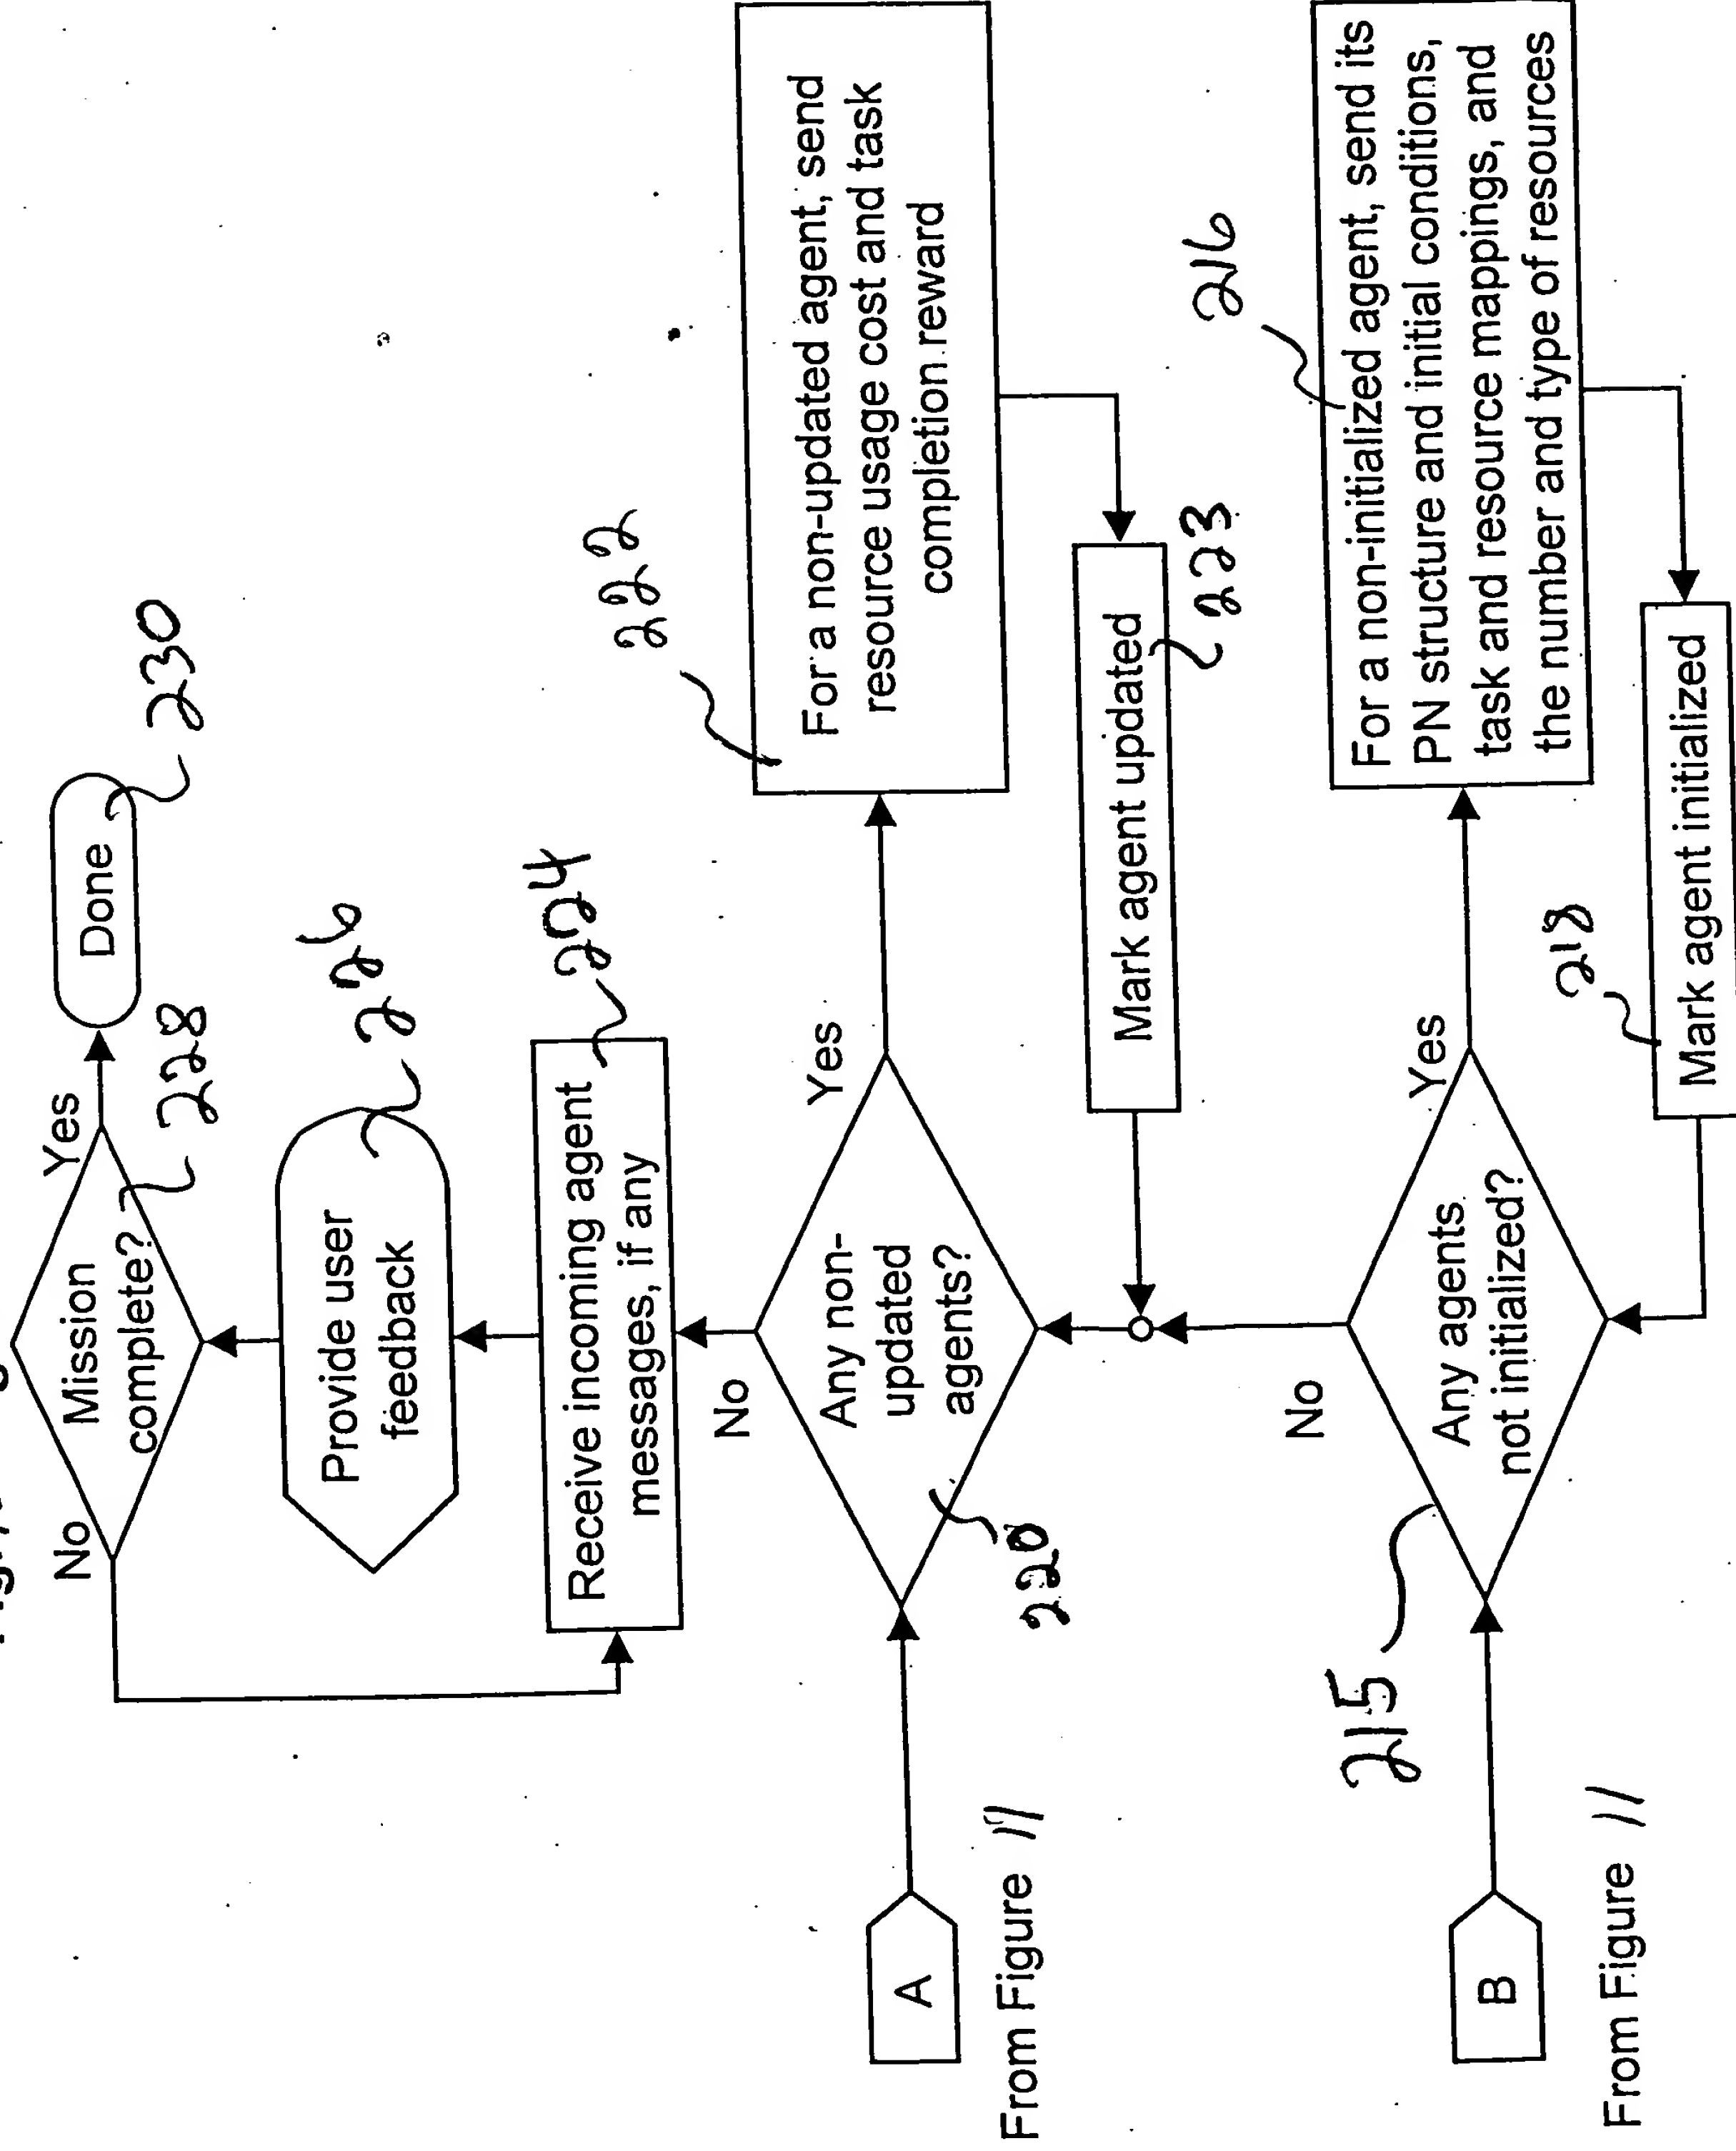 No
Yes
Mission
complete?
228
Done
230
Provide user
feedback
226
Receive incoming agent
messages, if any
224
No
Any non-
updated
agents?
Yes
220
For a non-updated agent, send
resource usage cost and task
completion reward
222
Mark agent updated
223
A
From Figure 11
No
Any agents
not initialized?
Yes
215
For a non-initialized agent, send its
PN structure and initial conditions,
task and resource mappings, and
the number and type of resources
216
Mark agent initialized
218
B
From Figure 11